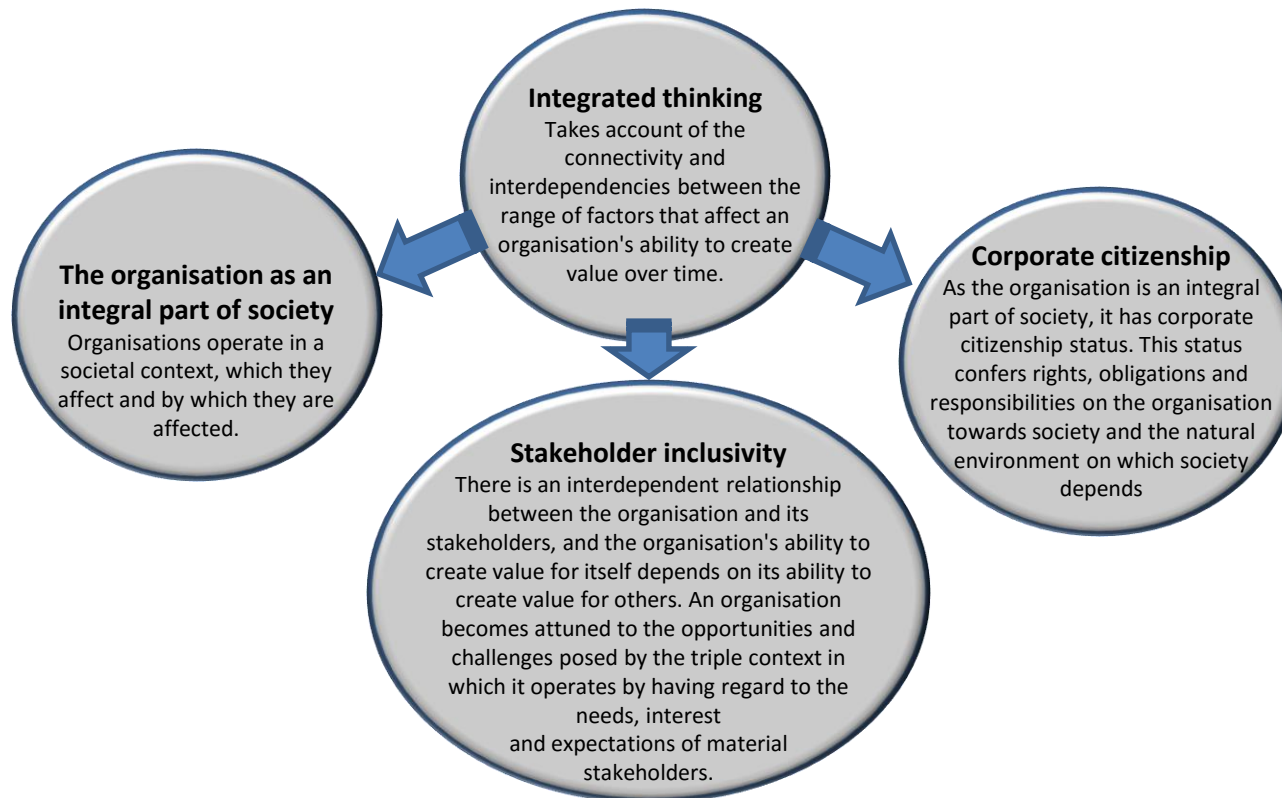 Integrated thinking
Takes account of the
connectivity and
interdependencies between the
range of factors that affect an
organisation's ability to create
value over time.
The organisation as an
integral part of society
Organisations operate in a
societal context, which they
affect and by which they are
affected.
Stakeholder inclusivity
There is an interdependent relationship
between the organisation and its
stakeholders, and the organisation's ability to
create value for itself depends on its ability to
create value for others. An organisation
becomes attuned to the opportunities and
challenges posed by the triple context in
which it operates by having regard to the
needs, interest
and expectations of material
stakeholders.
Corporate citizenship
As the organisation is an integral
part of society, it has corporate
citizenship status. This status
confers rights, obligations and
responsibilities on the organisation
towards society and the natural
environment on which society
depends